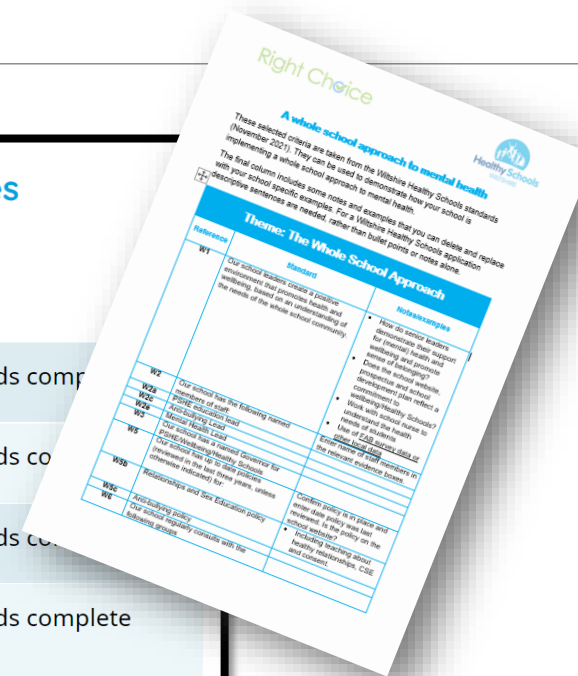 s
ds comp
ds co
ds co
ds complete
Right Choice
Healthy Schools
WILTSHIRE
A whole school approach to mental health
These selected criteria are taken from the Wiltshire Healthy Schools standards
(November 2021). They can be used to demonstrate how your school is
implementing a whole school approach to mental health.
The final column includes some notes and examples that you can delete and replace
with your school specific examples. For a Wiltshire Healthy Schools application
descriptive sentences are needed, rather than bullet points or notes alone.
Theme: The Whole School Approach
Reference
Standard
Notes/examples
W1
Our school leaders create a positive
environment that promotes health and
wellbeing, based on an understanding of
the needs of the whole school community.
• How do senior leaders
demonstrate their support
for (mental) health and
wellbeing and promote
sense of belonging?
• Does the school website,
prospectus and school
development plan reflect a
commitment to
wellbeing/Healthy Schools?
• Work with school nurse to
understand the health
needs of students
• Use of FAB survey data or
other local data
W2
Our school has the following named
members of staff:
Enter name of staff members in
the relevant evidence boxes.
W2a
PSHE education lead
W2c
Anti-bullying Lead
W2e
Mental Health Lead
W3
Our school has a named Governor for
PSHE/Wellbeing/Healthy Schools
W5
Our school has up to date policies
(reviewed in the last three years, unless
otherwise indicated) for:
Confirm policy is in place and
enter date policy was last
reviewed. Is the policy on the
school website?
W5b
Relationships and Sex Education policy
• Including teaching about
healthy relationships, CSE
and consent.
W5c
Anti-bullying policy
W6
Our school regularly consults with the
following groups